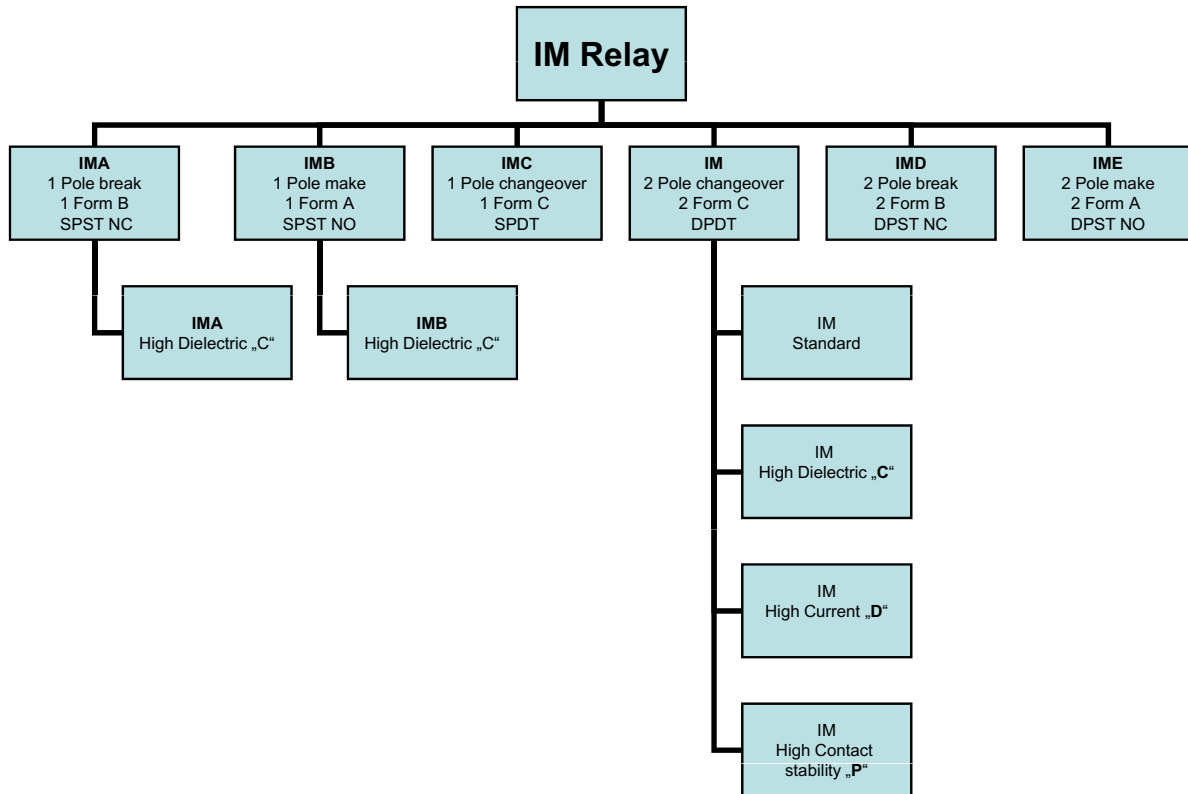 IM Relay
IMA
1 Pole break
1 Form B
SPST NC
IMB
1 Pole make
1 Form A
SPST NO
IMC
1 Pole changeover
1 Form C
SPDT
IM
2 Pole changeover
2 Form C
DPDT
IMD
2 Pole break
2 Form B
DPST NC
IME
2 Pole make
2 Form A
DPST NO
IMA
High Dielectric „C“
IMB
High Dielectric „C“
IM
Standard
IM
High Dielectric „C“
IM
High Current „D“
IM
High Contact
stability „P“